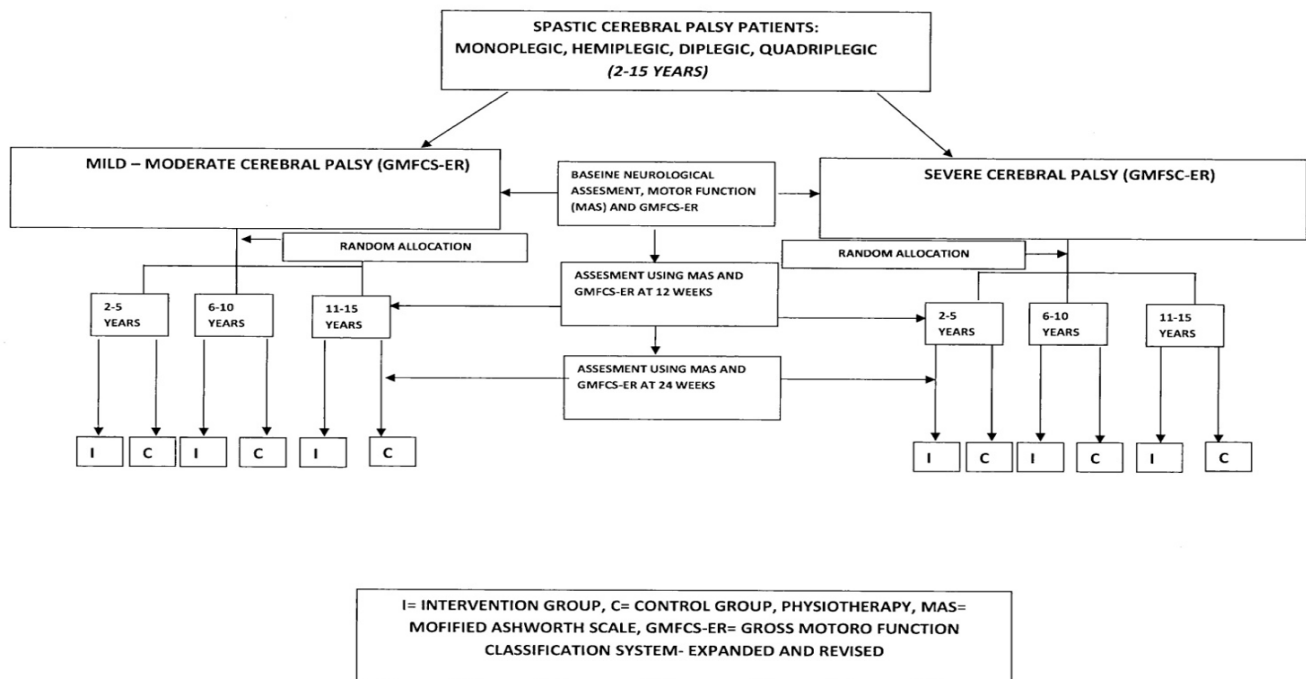 SPASTIC CEREBRAL PALSY PATIENTS:
MONOPLEGIC, HEMIPLEGIC, DIPLEGIC, QUADRIPLEGIC
(2-15 YEARS)
MILD – MODERATE CEREBRAL PALSY (GMFCS-ER)
BASELINE NEUROLOGICAL
ASSESMENT, MOTOR FUNCTION
(MAS) AND GMFCS-ER
SEVERE CEREBRAL PALSY (GMFSC-ER)
RANDOM ALLOCATION
RANDOM ALLOCATION
ASSESMENT USING MAS AND
GMFCS-ER AT 12 WEEKS
2-5
YEARS
6-10
YEARS
11-15
YEARS
2-5
YEARS
6-10
YEARS
11-15
YEARS
ASSESMENT USING MAS AND
GMFCS-ER AT 24 WEEKS
I
C
I
C
I
C
I
C
I
C
I
C
I= INTERVENTION GROUP, C= CONTROL GROUP, PHYSIOTHERAPY, MAS=
MOFIFIED ASHWORTH SCALE, GMFCS-ER= GROSS MOTORO FUNCTION
CLASSIFICATION SYSTEM- EXPANDED AND REVISED